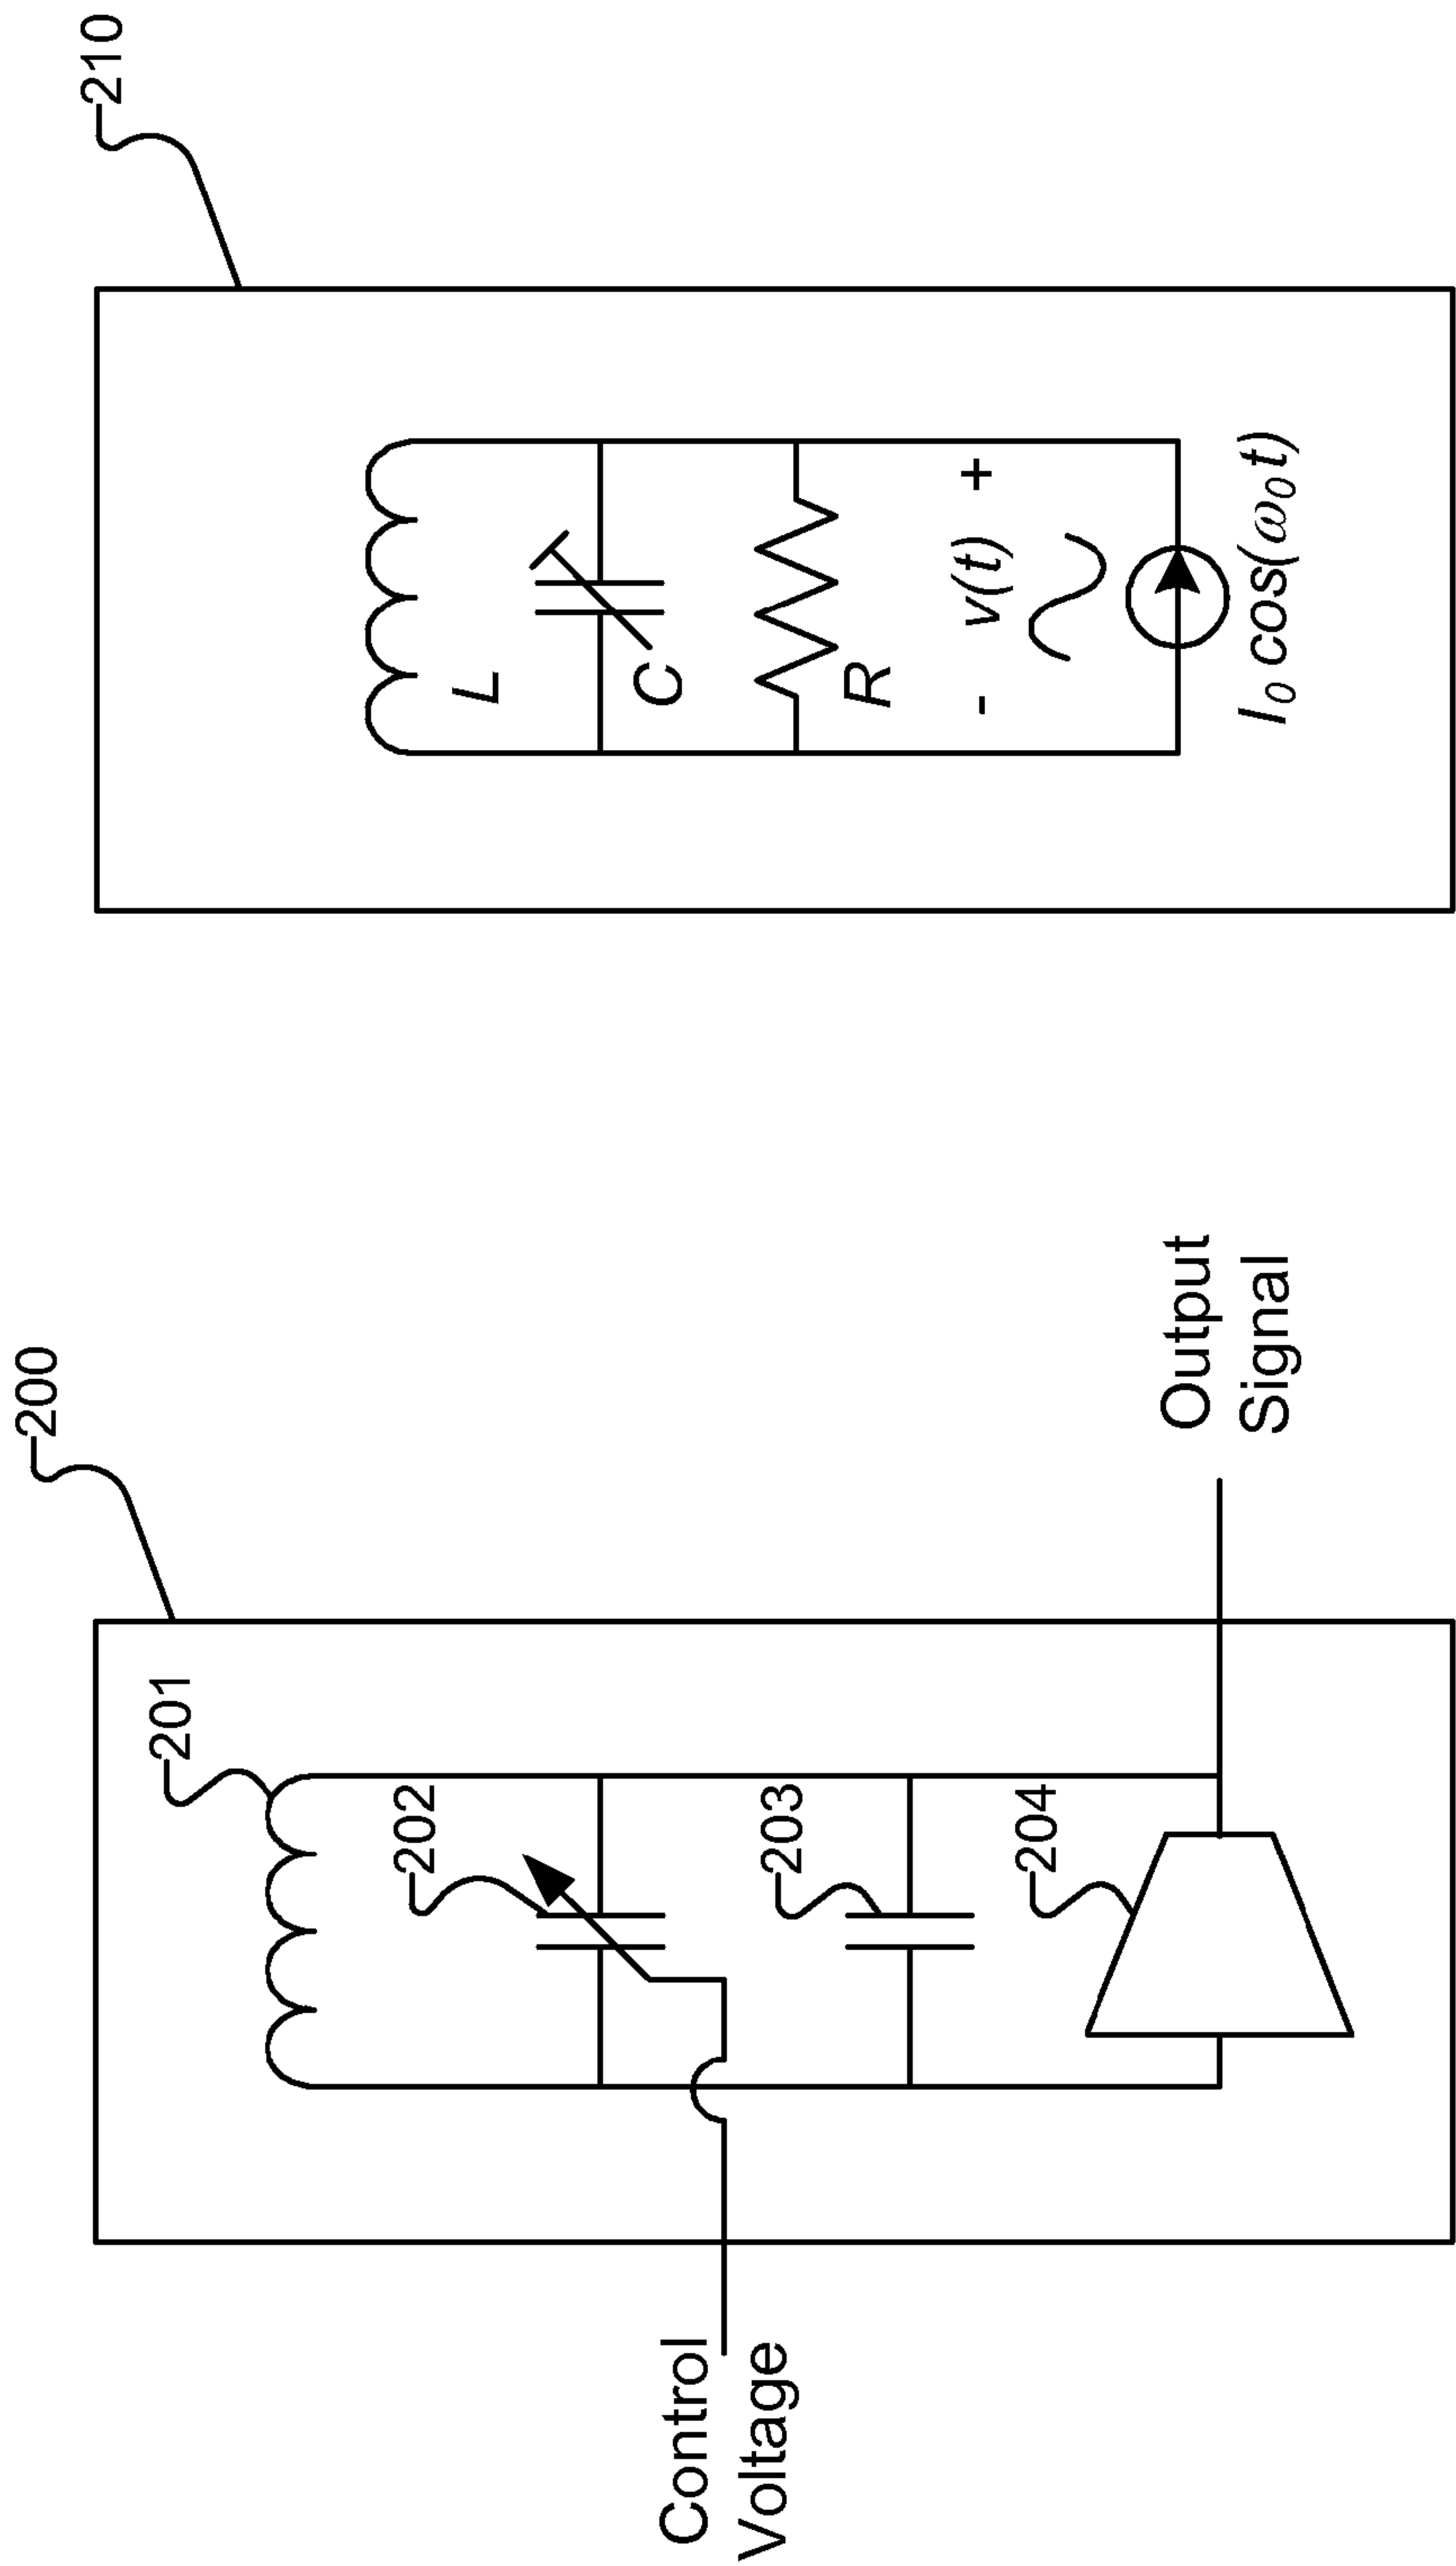 200
201
202
203
204
Control
Voltage
Output
Signal
210
L
C
R
- v(t) +
I₀ cos(ω₀ t)